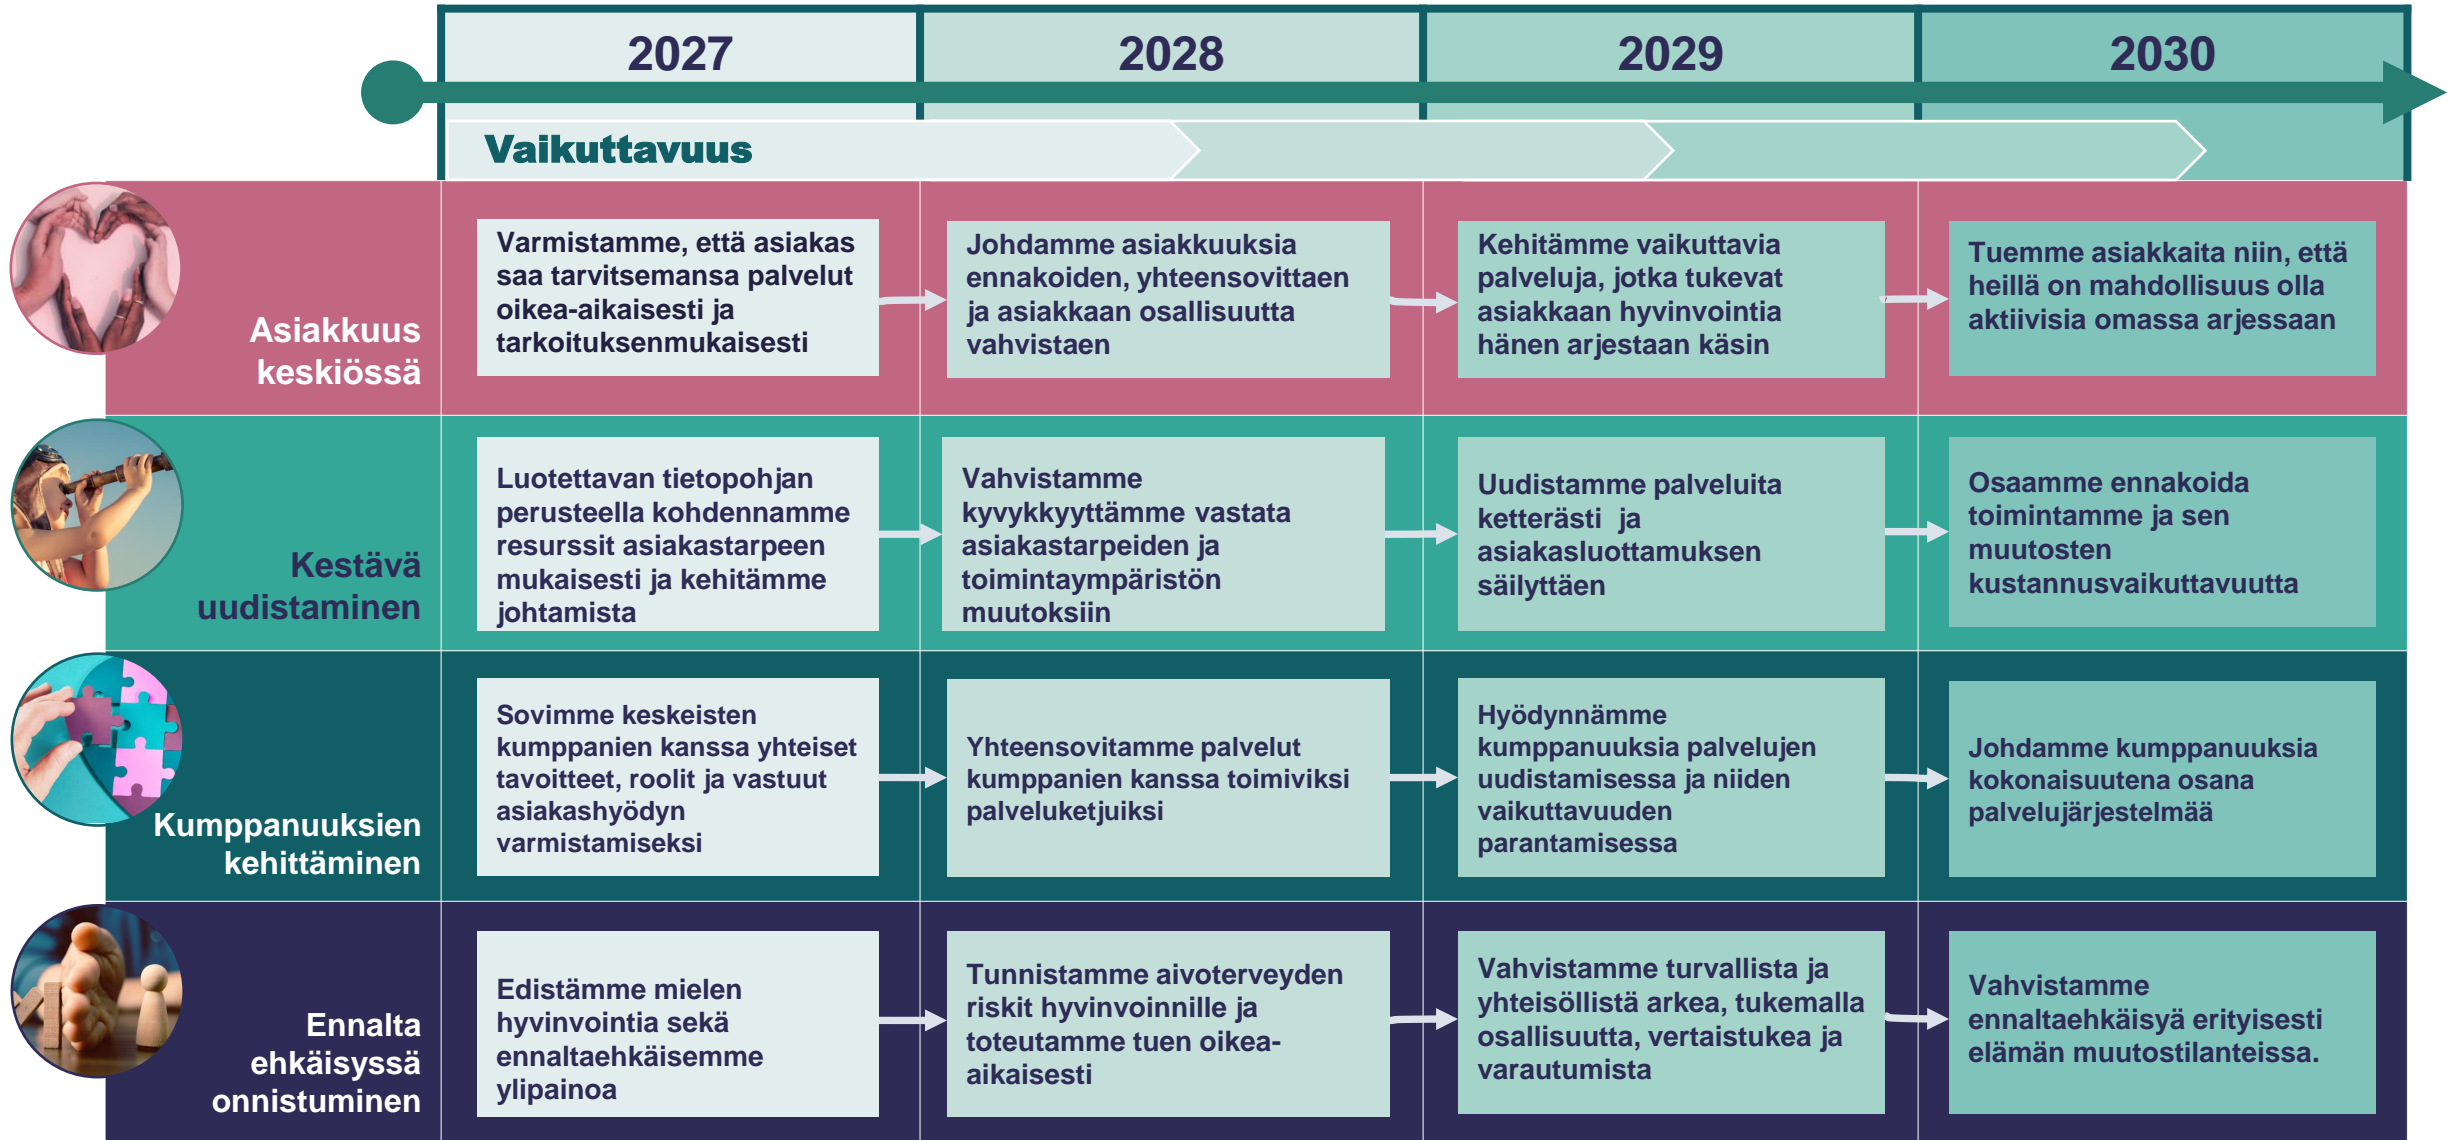 2027
2028
2029
2030
Vaikuttavuus
Asiakkuus
keskiössä
Varmistamme, että asiakas
saa tarvitsemansa palvelut
oikea-aikaisesti ja
tarkoituksenmukaisesti
Johdamme asiakkuuksia
ennakoiden, yhteensovittaen
ja asiakkaan osallisuutta
vahvistaen
Kehitämme vaikuttavia
palveluja, jotka tukevat
asiakkaan hyvinvointia
hänen arjestaan käsin
Tuemme asiakkaita niin, että
heillä on mahdollisuus olla
aktiivisia omassa arjessaan
Kestävä
uudistaminen
Luotettavan tietopohjan
perusteella kohdennamme
resurssit asiakastarpeen
mukaisesti ja kehitämme
johtamista
Vahvistamme
kyvykkyyttämme vastata
asiakastarpeiden ja
toimintaympäristön
muutoksiin
Uudistamme palveluita
ketterästi  ja
asiakasluottamuksen
säilyttäen
Osaamme ennakoida
toimintamme ja sen
muutosten
kustannusvaikuttavuutta
Kumppanuuksien
kehittäminen
Sovimme keskeisten
kumppanien kanssa yhteiset
tavoitteet, roolit ja vastuut
asiakashyödyn
varmistamiseksi
Yhteensovitamme palvelut
kumppanien kanssa toimiviksi
palveluketjuiksi
Hyödynnämme
kumppanuuksia palvelujen
uudistamisessa ja niiden
vaikuttavuuden
parantamisessa
Johdamme kumppanuuksia
kokonaisuutena osana
palvelujärjestelmää
Ennalta
ehkäisyssä
onnistuminen
Edistämme mielen
hyvinvointia sekä
ennaltaehkäisemme
ylipainoa
Tunnistamme aivoterveyden
riskit hyvinvoinnille ja
toteutamme tuen oikea-
aikaisesti
Vahvistamme turvallista ja
yhteisöllistä arkea, tukemalla
osallisuutta, vertaistukea ja
varautumista
Vahvistamme
ennaltaehkäisyä erityisesti
elämän muutostilanteissa.